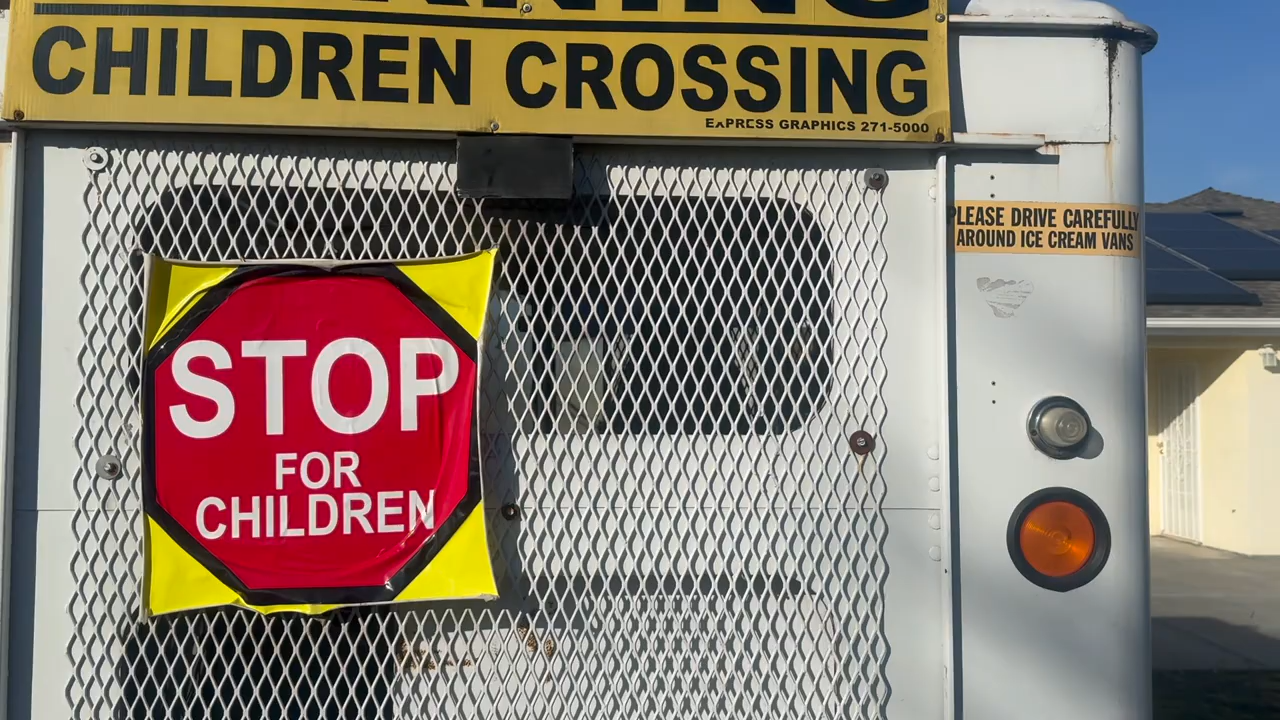 CHILDREN CROSSING
EXPRESS GRAPHICS 271-5000
PLEASE DRIVE CAREFULLY
AROUND ICE CREAM VANS
STOP
FOR
CHILDREN